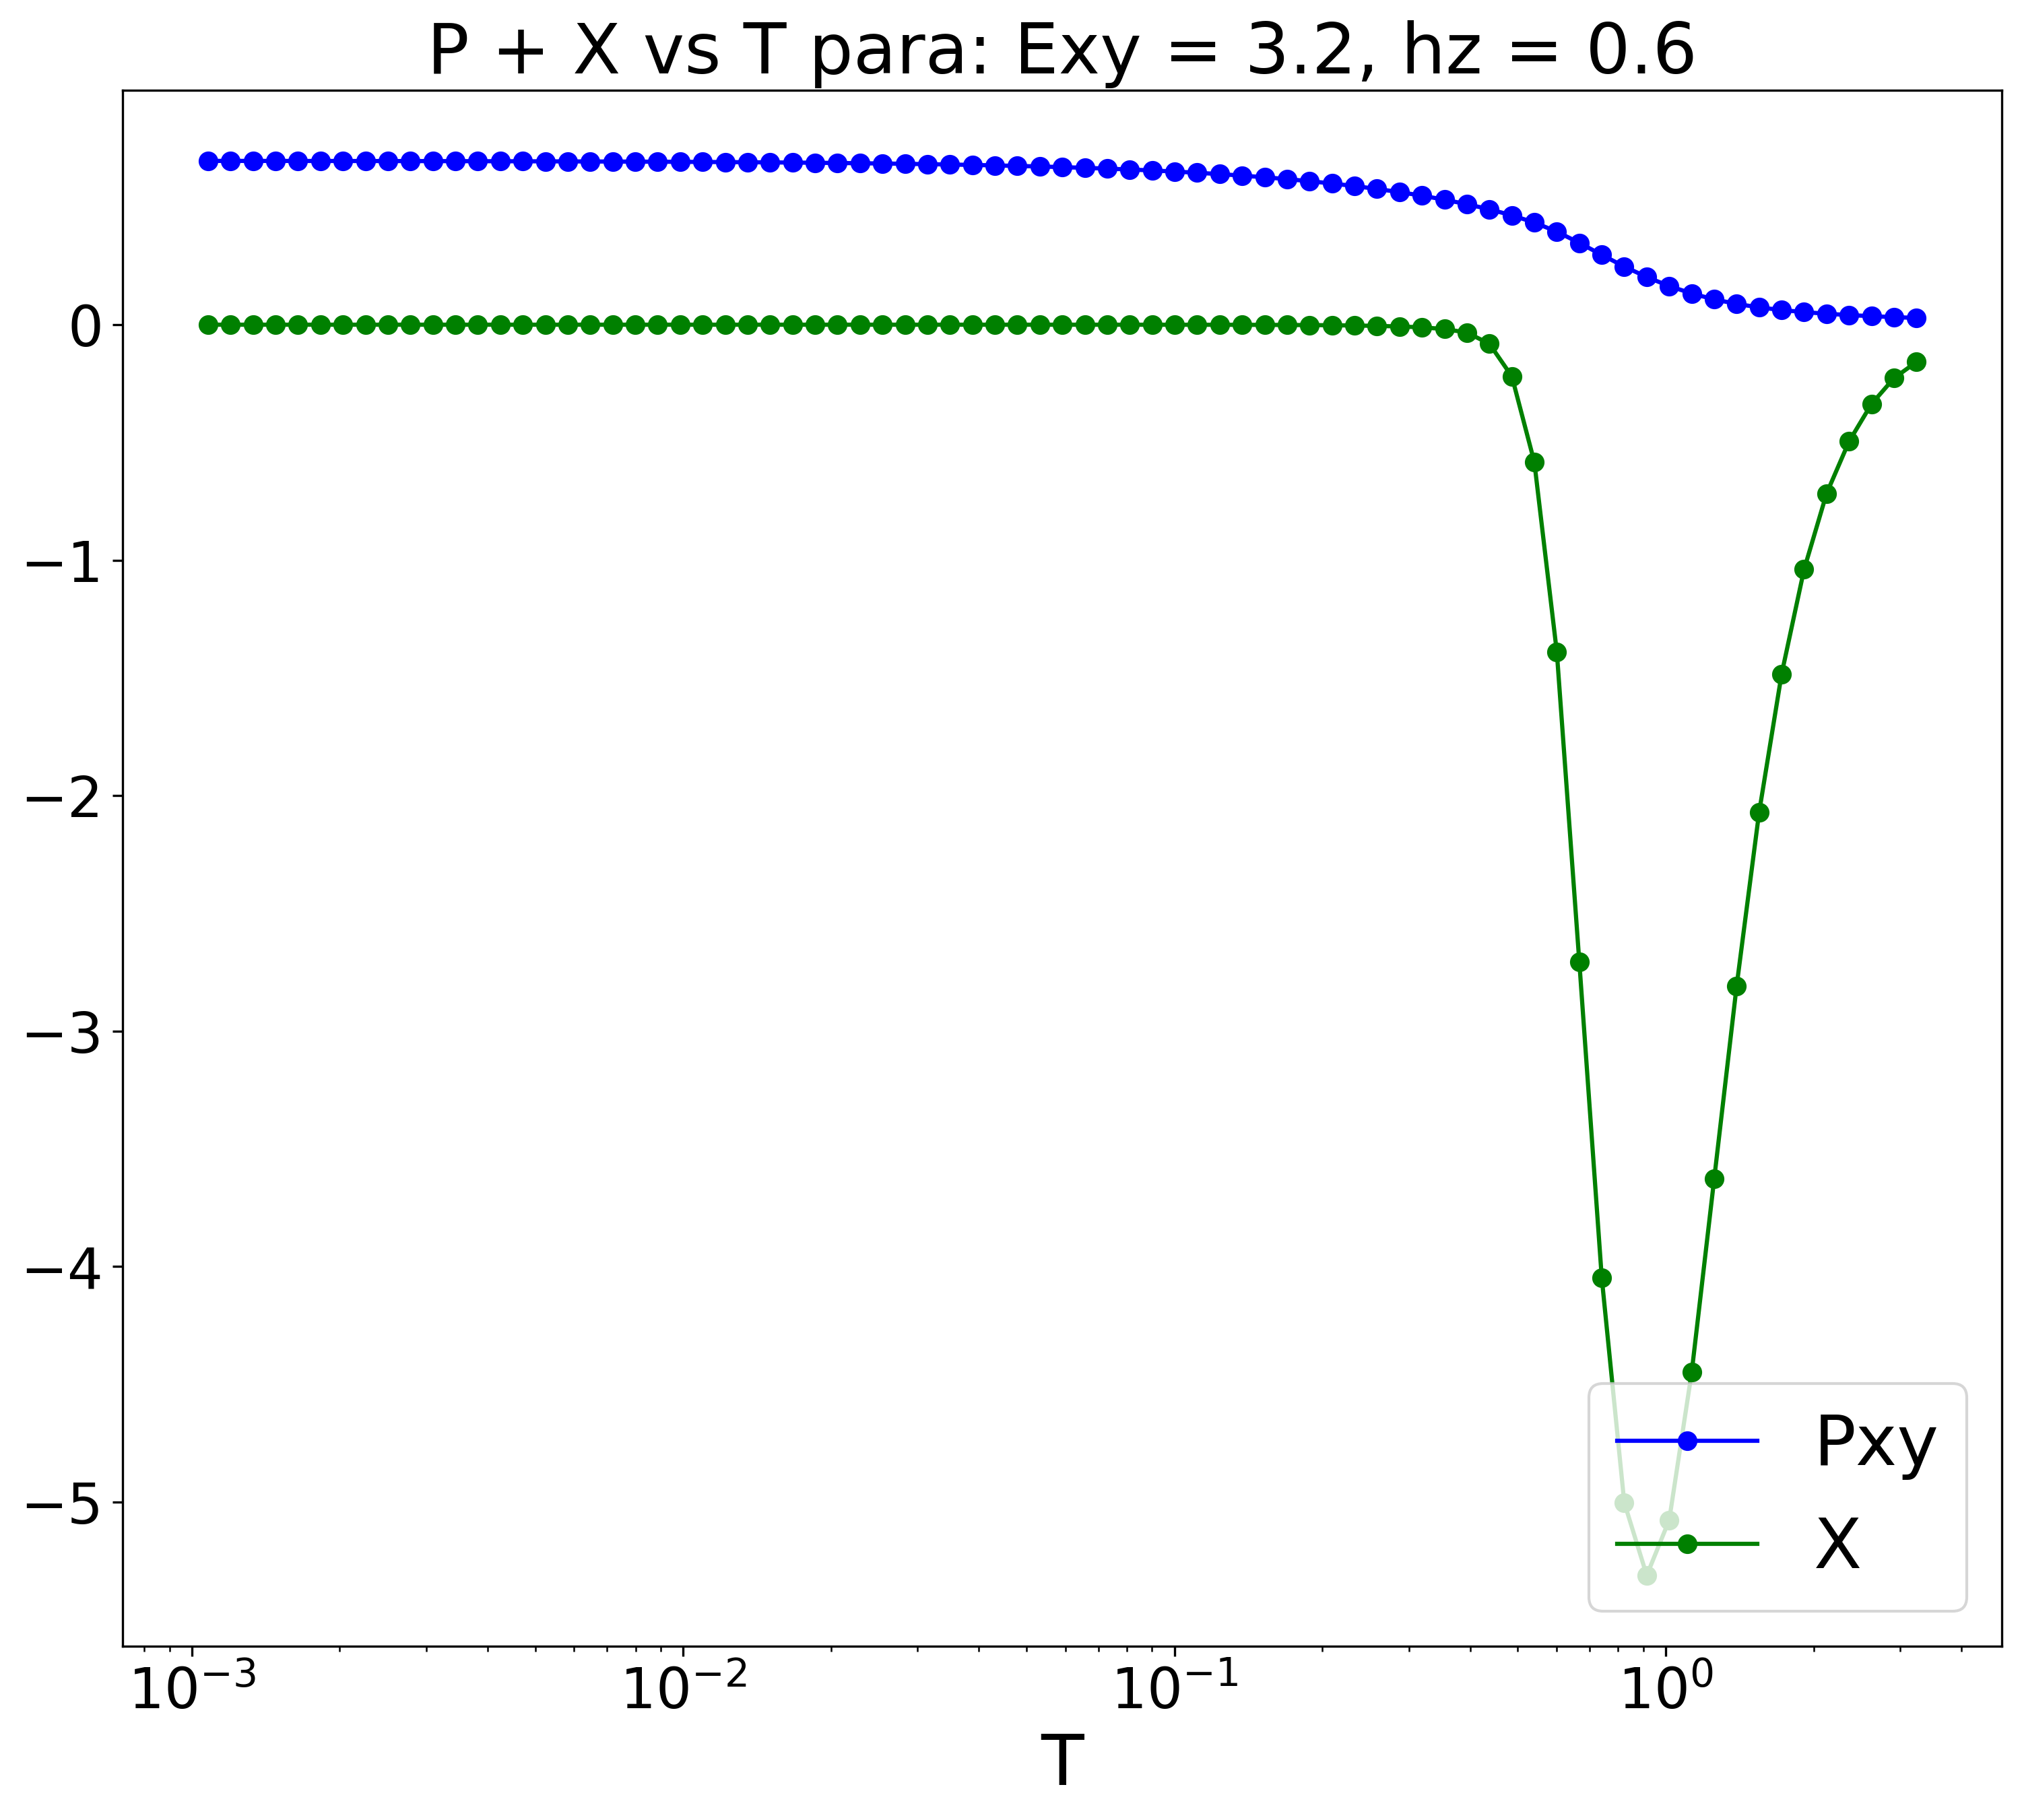 P + X vs T para: Exy = 3.2, hz = 0.6
0
−1
−2
−3
−4
−5
Pxy
X
10⁻³ 10⁻² 10⁻¹ 10⁰
T